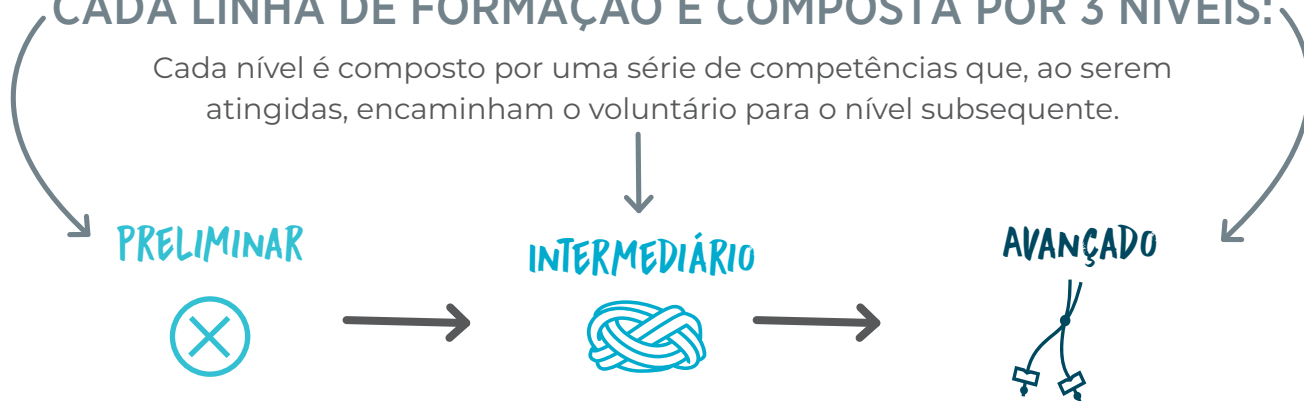 CADA LINHA DE FORMAÇÃO É COMPOSTA POR 3 NÍVEIS:
Cada nível é composto por uma série de competências que, ao serem
atingidas, encaminham o voluntário para o nível subsequente.
PRELIMINAR
INTERMEDIÁRIO
AVANÇADO